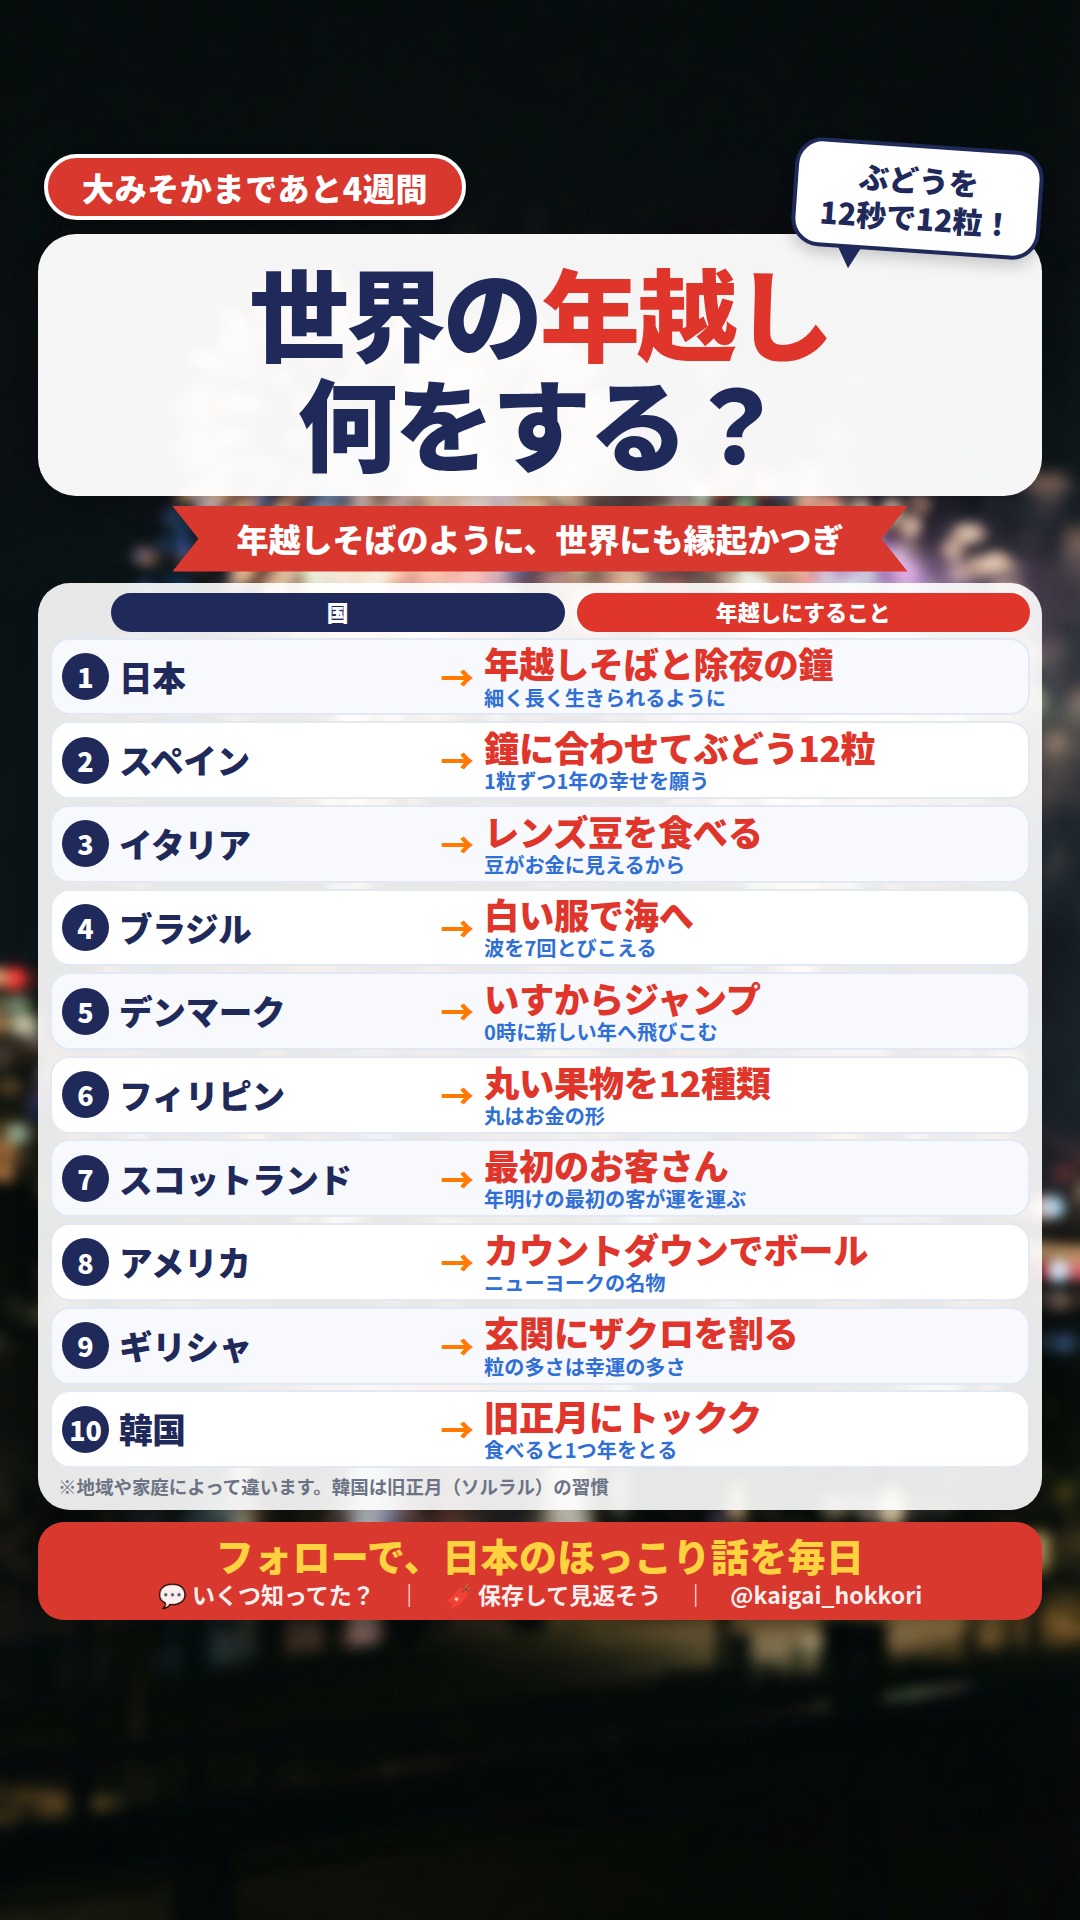 大みそかまであと4週間
ぶどうを
12秒で12粒！
世界の年越し
何をする？
年越しそばのように、世界にも縁起かつぎ
国
年越しにすること
1 日本 → 年越しそばと除夜の鐘
細く長く生きられるように
2 スペイン → 鐘に合わせてぶどう12粒
1粒ずつ1年の幸せを願う
3 イタリア → レンズ豆を食べる
豆がお金に見えるから
4 ブラジル → 白い服で海へ
波を7回とびこえる
5 デンマーク → いすからジャンプ
0時に新しい年へ飛びこむ
6 フィリピン → 丸い果物を12種類
丸はお金の形
7 スコットランド → 最初のお客さん
年明けの最初の客が運を運ぶ
8 アメリカ → カウントダウンでボール
ニューヨークの名物
9 ギリシャ → 玄関にザクロを割る
粒の多さは幸運の多さ
10 韓国 → 旧正月にトックク
食べると1つ年をとる
※地域や家庭によって違います。韓国は旧正月（ソルラル）の習慣
フォローで、日本のほっこり話を毎日
💬 いくつ知ってた？ ｜ 🔖 保存して見返そう ｜ @kaigai_hokkori